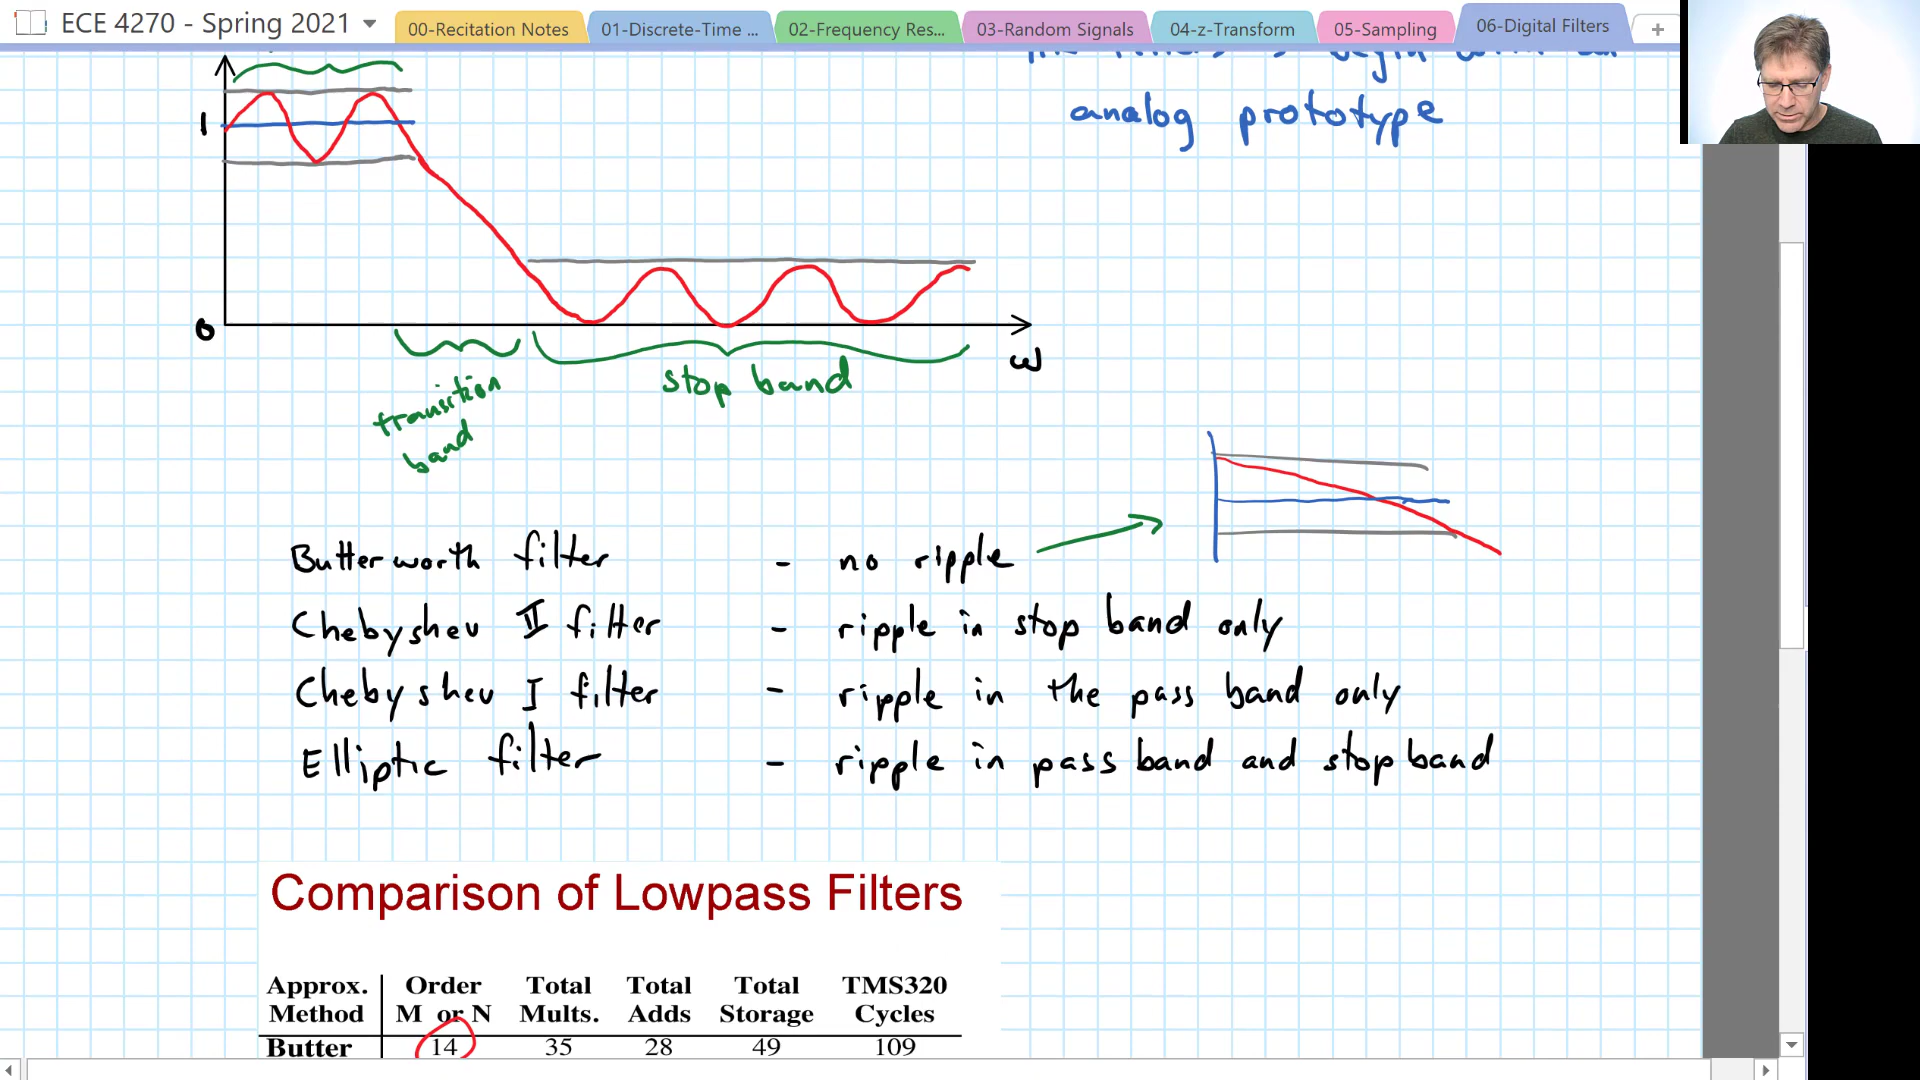 ECE 4270 - Spring 2021
00-Recitation Notes 01-Discrete-Time ... 02-Frequency Res... 03-Random Signals 04-z-Transform 05-Sampling 06-Digital Filters +
analog prototype
1
0
ω
transition
band
stop band
Butterworth filter - no ripple
Chebyshev II filter - ripple in stop band only
Chebyshev I filter - ripple in the pass band only
Elliptic filter - ripple in pass band and stop band
Comparison of Lowpass Filters
Approx. Order Total Total Total TMS320
Method M or N Mults. Adds Storage Cycles
Butter 14 35 28 49 109